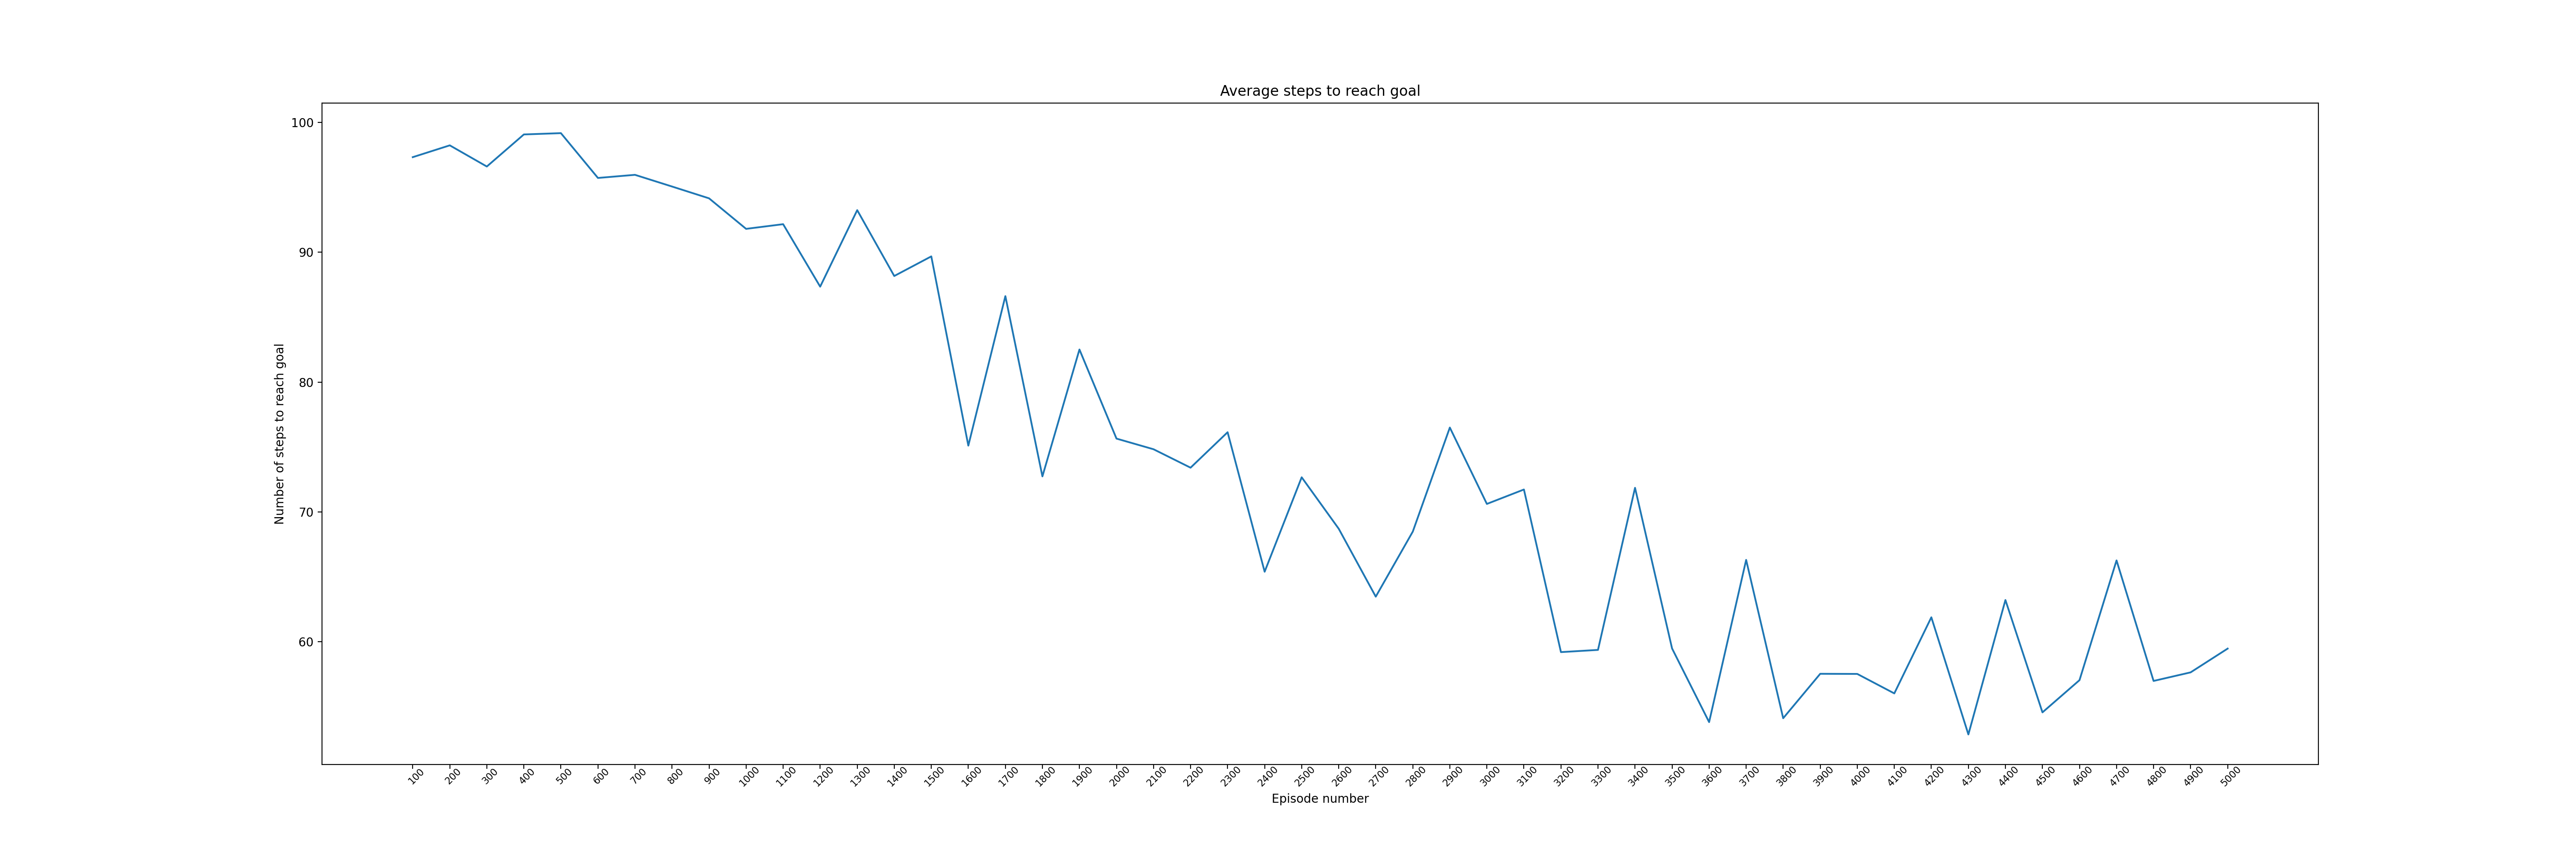 Average steps to reach goal
Number of steps to reach goal
100
90
80
70
60
100 200 300 400 500 600 700 800 900 1000 1100 1200 1300 1400 1500 1600 1700 1800 1900 2000 2100 2200 2300 2400 2500 2600 2700 2800 2900 3000 3100 3200 3300 3400 3500 3600 3700 3800 3900 4000 4100 4200 4300 4400 4500 4600 4700 4800 4900 5000
Episode number